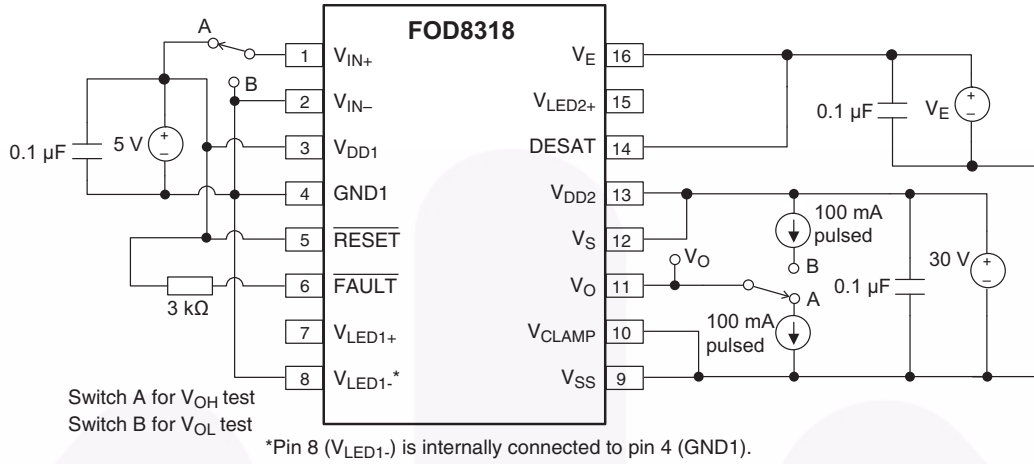 FOD8318
A
B
1 V_IN+
2 V_IN–
3 V_DD1
4 GND1
5 RESET
6 FAULT
7 V_LED1+
8 V_LED1-*
V_E 16
V_LED2+ 15
DESAT 14
V_DD2 13
V_S 12
V_O 11
V_CLAMP 10
V_SS 9
0.1 µF
5 V
+
–
3 kΩ
0.1 µF
V_E
+
–
100 mA
pulsed
B
V_O
A
100 mA
pulsed
0.1 µF
30 V
+
–
Switch A for V_OH test
Switch B for V_OL test
*Pin 8 (V_LED1-) is internally connected to pin 4 (GND1).